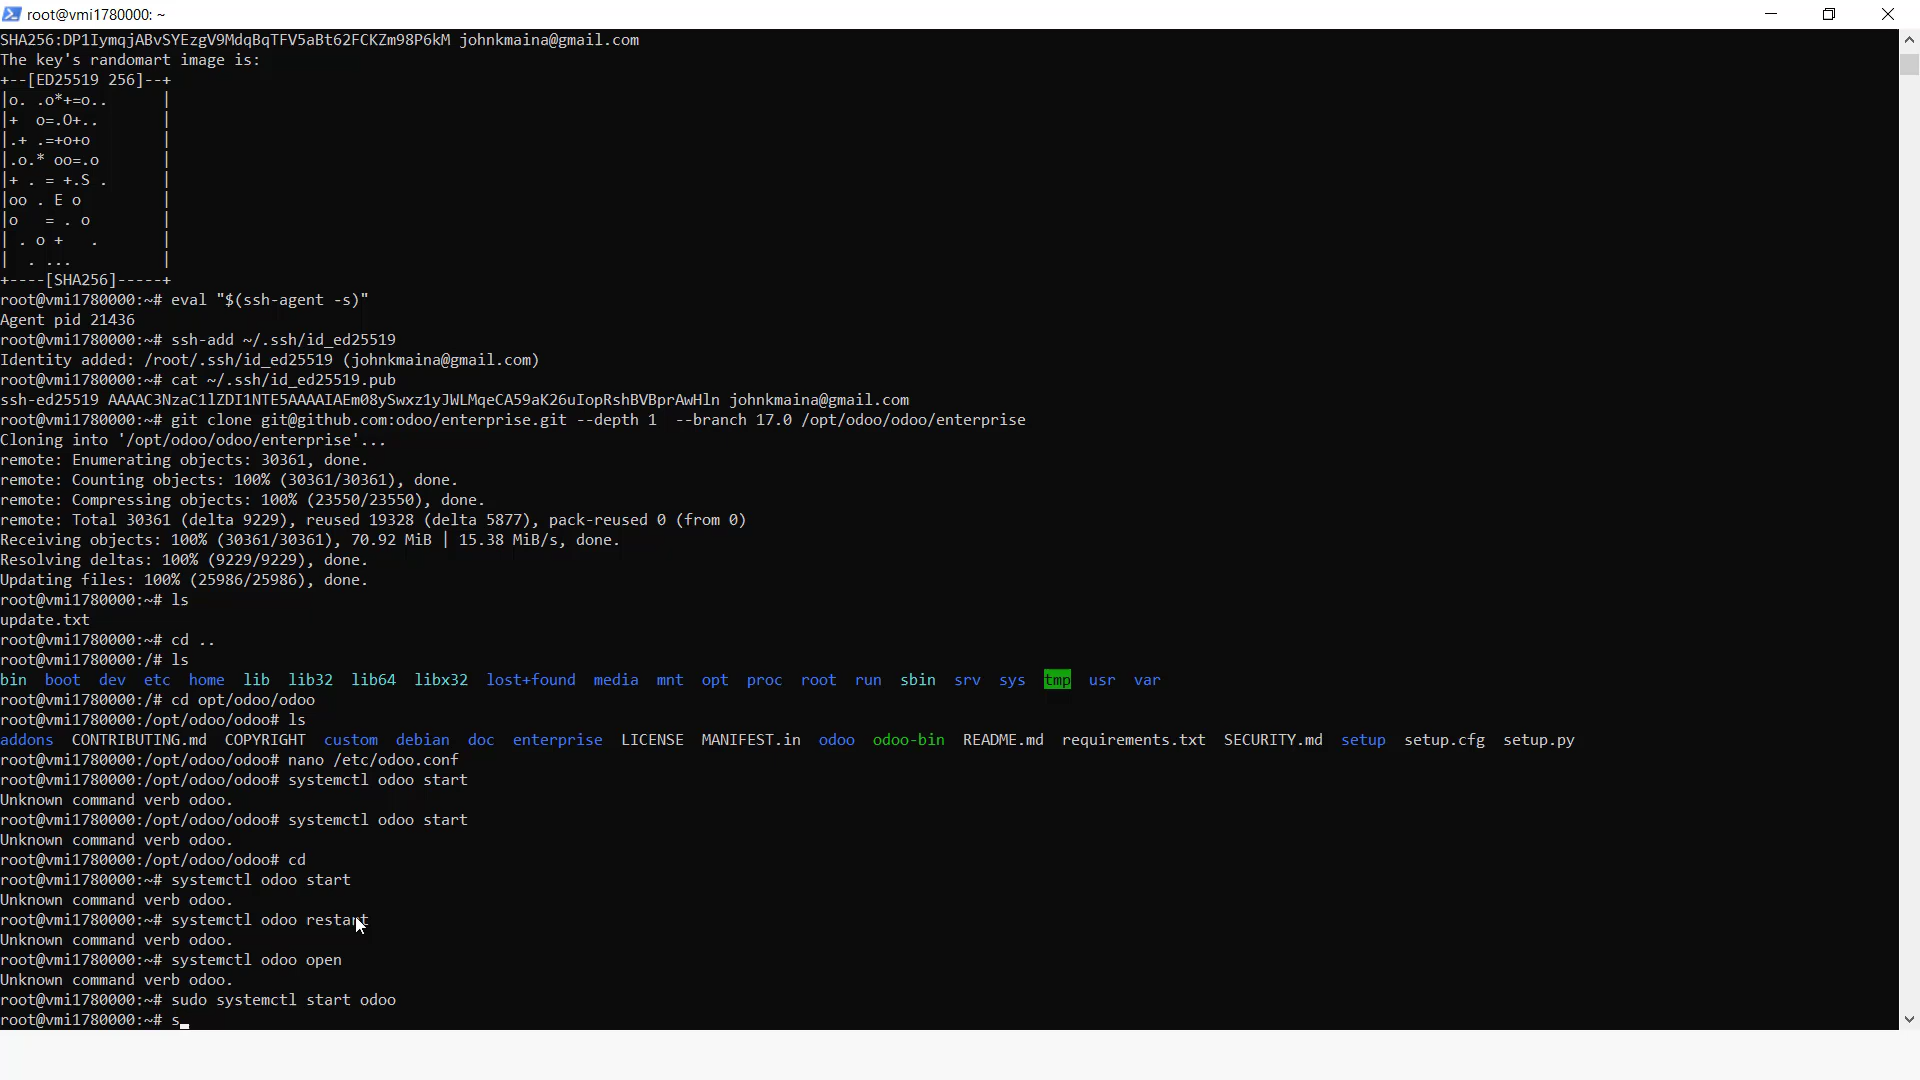 root@vmi1780000: ~
SHA256:DP1IymqjABvSYEzgV9MdqBqTFV5aBt62FCKZm98P6kM johnkmaina@gmail.com
The key's randomart image is:
+--[ED25519 256]--+
|o. .o*+=o..      |
|+  o=.O+..       |
|.+ .=+o+o        |
|.o.* oo=.o       |
|+ . = +.S .      |
|oo . E o         |
|o   = . o        |
| . o +   .       |
|  . ...          |
+----[SHA256]-----+
root@vmi1780000:~# eval "$(ssh-agent -s)"
Agent pid 21436
root@vmi1780000:~# ssh-add ~/.ssh/id_ed25519
Identity added: /root/.ssh/id_ed25519 (johnkmaina@gmail.com)
root@vmi1780000:~# cat ~/.ssh/id_ed25519.pub
ssh-ed25519 AAAAC3NzaC1lZDI1NTE5AAAAIAEm08ySwxz1yJWLMqeCA59aK26uIopRshBVBprAwHln johnkmaina@gmail.com
root@vmi1780000:~# git clone git@github.com:odoo/enterprise.git --depth 1  --branch 17.0 /opt/odoo/odoo/enterprise
Cloning into '/opt/odoo/odoo/enterprise'...
remote: Enumerating objects: 30361, done.
remote: Counting objects: 100% (30361/30361), done.
remote: Compressing objects: 100% (23550/23550), done.
remote: Total 30361 (delta 9229), reused 19328 (delta 5877), pack-reused 0 (from 0)
Receiving objects: 100% (30361/30361), 70.92 MiB | 15.38 MiB/s, done.
Resolving deltas: 100% (9229/9229), done.
Updating files: 100% (25986/25986), done.
root@vmi1780000:~# ls
update.txt
root@vmi1780000:~# cd ..
root@vmi1780000:/# ls
bin  boot  dev  etc  home  lib  lib32  lib64  libx32  lost+found  media  mnt  opt  proc  root  run  sbin  srv  sys  tmp  usr  var
root@vmi1780000:/# cd opt/odoo/odoo
root@vmi1780000:/opt/odoo/odoo# ls
addons  CONTRIBUTING.md  COPYRIGHT  custom  debian  doc  enterprise  LICENSE  MANIFEST.in  odoo  odoo-bin  README.md  requirements.txt  SECURITY.md  setup  setup.cfg  setup.py
root@vmi1780000:/opt/odoo/odoo# nano /etc/odoo.conf
root@vmi1780000:/opt/odoo/odoo# systemctl odoo start
Unknown command verb odoo.
root@vmi1780000:/opt/odoo/odoo# systemctl odoo start
Unknown command verb odoo.
root@vmi1780000:/opt/odoo/odoo# cd
root@vmi1780000:~# systemctl odoo start
Unknown command verb odoo.
root@vmi1780000:~# systemctl odoo restart
Unknown command verb odoo.
root@vmi1780000:~# systemctl odoo open
Unknown command verb odoo.
root@vmi1780000:~# sudo systemctl start odoo
root@vmi1780000:~# s